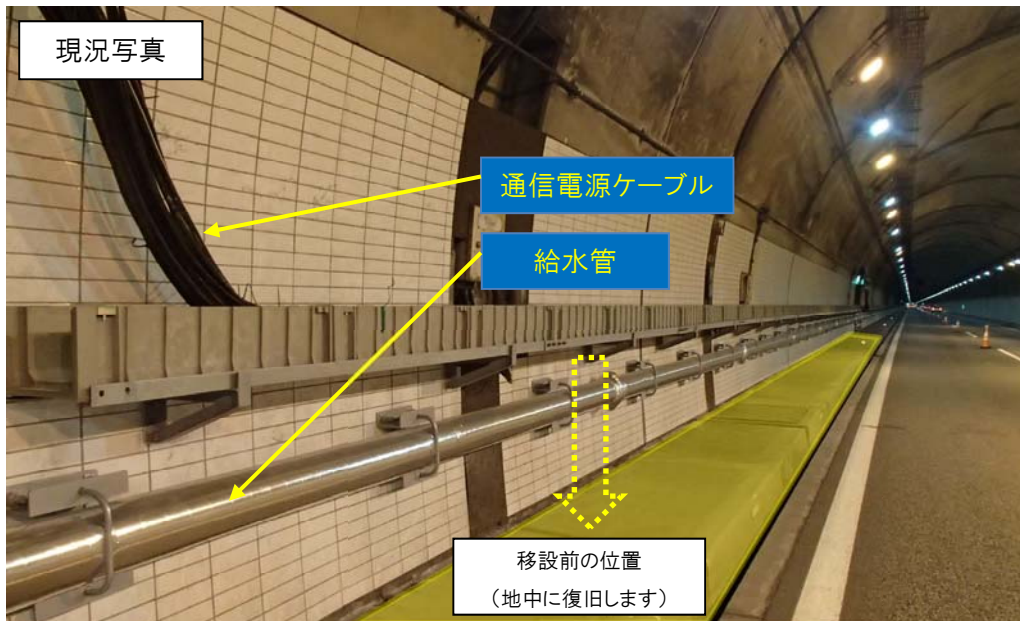 現況写真
通信電源ケーブル
給水管
移設前の位置
（地中に復旧します）